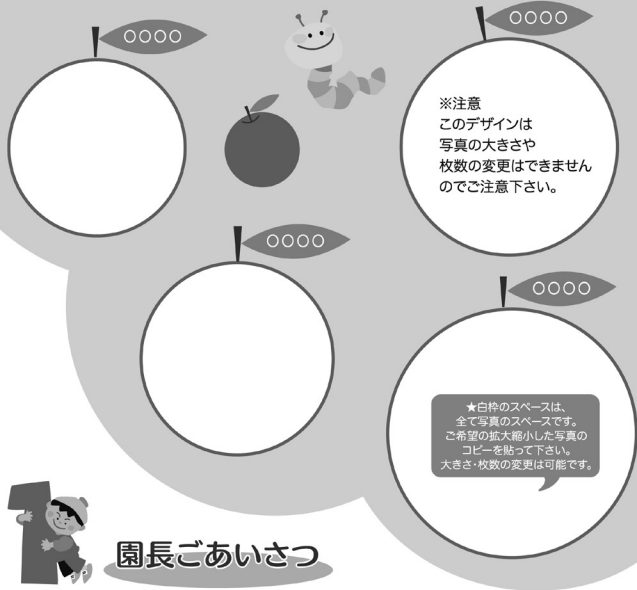 ○○○○
○○○○
※注意
このデザインは
写真の大きさや
枚数の変更はできません
のでご注意下さい。
○○○○
○○○○
★白枠のスペースは、
全て写真のスペースです。
ご希望の拡大縮小した写真の
コピーを貼って下さい。
大きさ・枚数の変更は可能です。
1
園長ごあいさつ